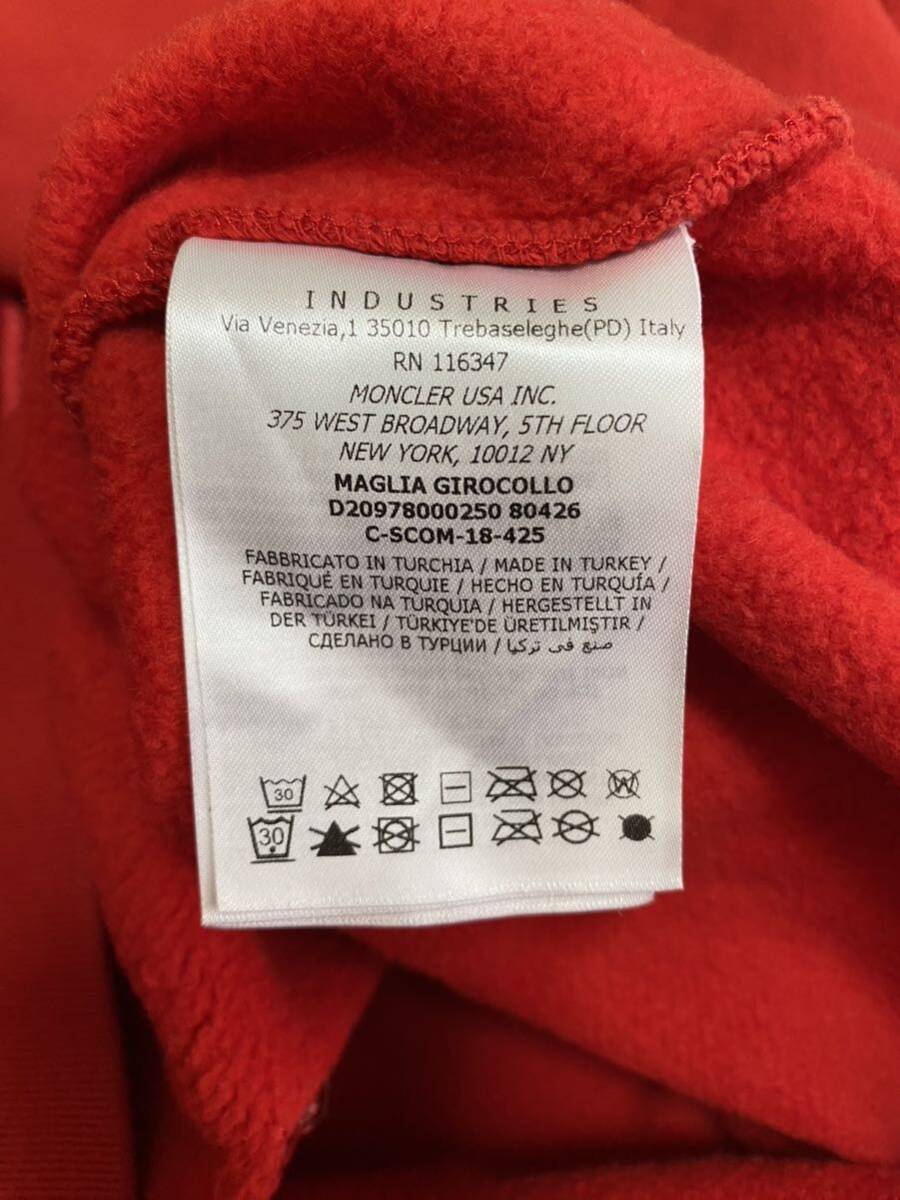 INDUSTRIES
Via Venezia,1 35010 Trebaseleghe(PD) Italy
RN 116347
MONCLER USA INC.
375 WEST BROADWAY, 5TH FLOOR
NEW YORK, 10012 NY
MAGLIA GIROCOLLO
D20978000250 80426
C-SCOM-18-425
FABBRICATO IN TURCHIA / MADE IN TURKEY /
FABRIQUÉ EN TURQUIE / HECHO EN TURQUÍA /
FABRICADO NA TURQUIA / HERGESTELLT IN
DER TÜRKEI / TÜRKIYE'DE ÜRETILMIŞTIR /
СДЕЛАНО В ТУРЦИИ / صنع في تركيا
30 W
30